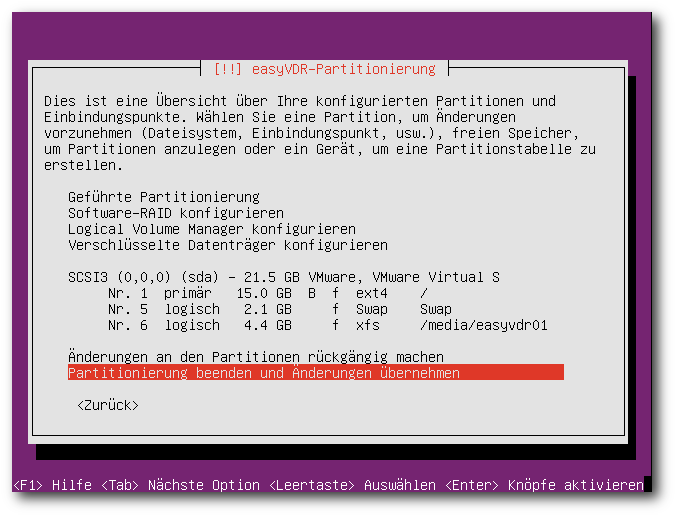 [!!] easyVDR-Partitionierung
Dies ist eine Übersicht über Ihre konfigurierten Partitionen und
Einbindungspunkte. Wählen Sie eine Partition, um Änderungen
vorzunehmen (Dateisystem, Einbindungspunkt, usw.), freien Speicher,
um Partitionen anzulegen oder ein Gerät, um eine Partitionstabelle zu
erstellen.
Geführte Partitionierung
Software-RAID konfigurieren
Logical Volume Manager konfigurieren
Verschlüsselte Datenträger konfigurieren
SCSI3 (0,0,0) (sda) - 21.5 GB VMware, VMware Virtual S
Nr. 1 primär 15.0 GB B f ext4 /
Nr. 5 logisch 2.1 GB f Swap Swap
Nr. 6 logisch 4.4 GB f xfs /media/easyvdr01
Änderungen an den Partitionen rückgängig machen
Partitionierung beenden und Änderungen übernehmen
<Zurück>
<F1> Hilfe <Tab> Nächste Option <Leertaste> Auswählen <Enter> Knöpfe aktivieren